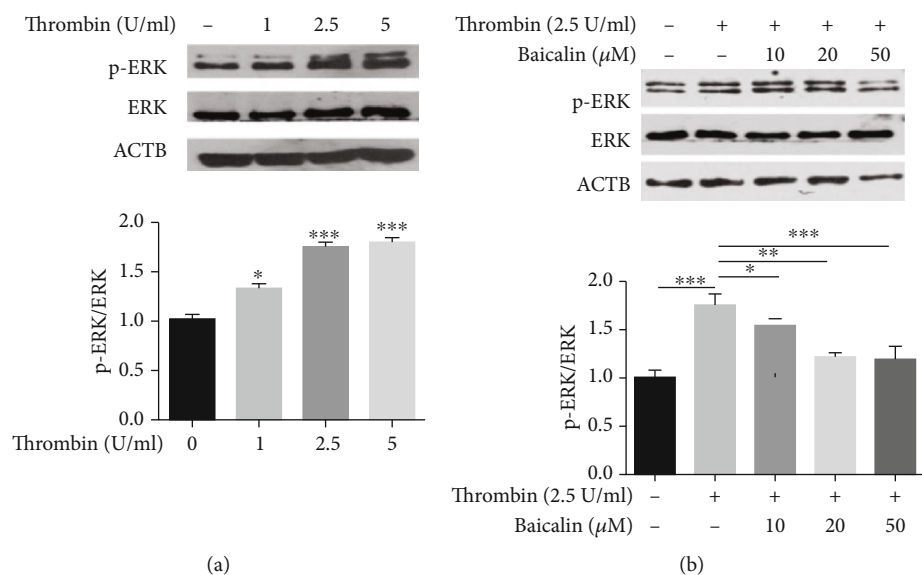 Thrombin (U/ml) – 1 2.5 5
p-ERK
ERK
ACTB
2.0
1.5
1.0
0.5
0.0
p-ERK/ERK
* *** ***
Thrombin (U/ml) 0 1 2.5 5
(a)
Thrombin (2.5 U/ml) – + + + +
Baicalin (μM) – – 10 20 50
p-ERK
ERK
ACTB
***
**
*** *
2.0
1.5
1.0
0.5
0.0
p-ERK/ERK
Thrombin (2.5 U/ml) – + + + +
Baicalin (μM) – – 10 20 50
(b)